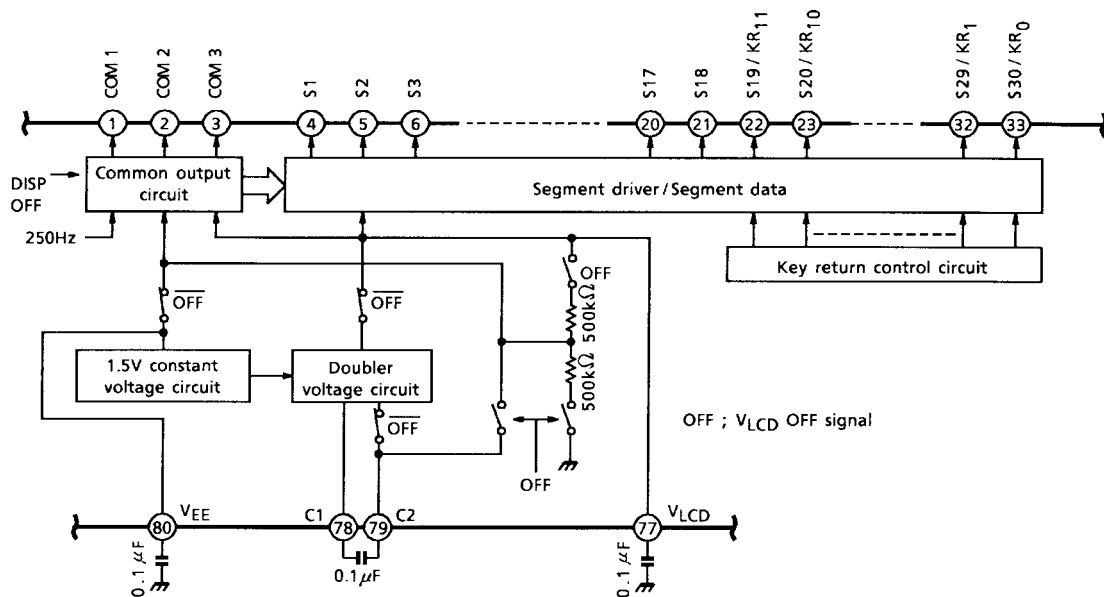 COM 1
COM 2
COM 3
S1
S2
S3
S17
S18
S19 / KR11
S20 / KR10
S29 / KR1
S30 / KR0
1
2
3
4
5
6
20
21
22
23
32
33
DISP
OFF
Common output
circuit
Segment driver / Segment data
250Hz
Key return control circuit
OFF
OFF
OFF
500kΩ
500kΩ
1.5V constant
voltage circuit
Doubler
voltage circuit
OFF
OFF
OFF ; VLCD OFF signal
VEE
C1
C2
VLCD
80
78
79
77
0.1 μF
0.1 μF
0.1 μF